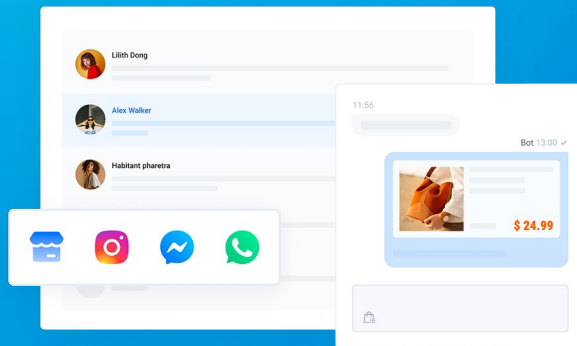 Lilith Dong
Alex Walker
Habitant pharetra
11:56
Bot 13:00
$ 24.99